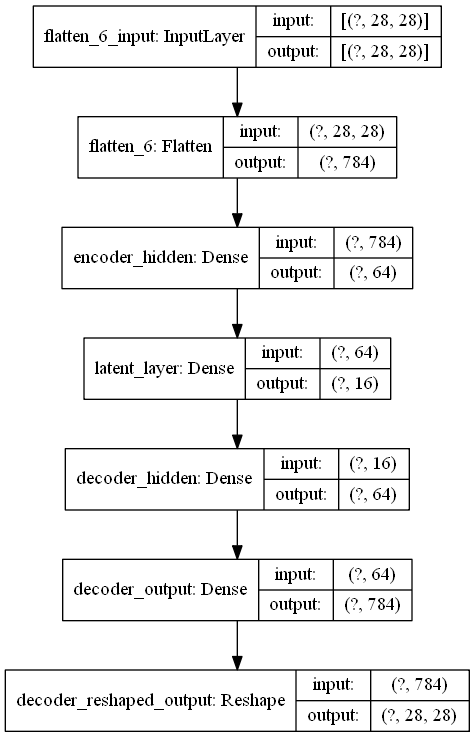 flatten_6_input: InputLayer
input: [(?, 28, 28)]
output: [(?, 28, 28)]
flatten_6: Flatten
input: (?, 28, 28)
output: (?, 784)
encoder_hidden: Dense
input: (?, 784)
output: (?, 64)
latent_layer: Dense
input: (?, 64)
output: (?, 16)
decoder_hidden: Dense
input: (?, 16)
output: (?, 64)
decoder_output: Dense
input: (?, 64)
output: (?, 784)
decoder_reshaped_output: Reshape
input: (?, 784)
output: (?, 28, 28)